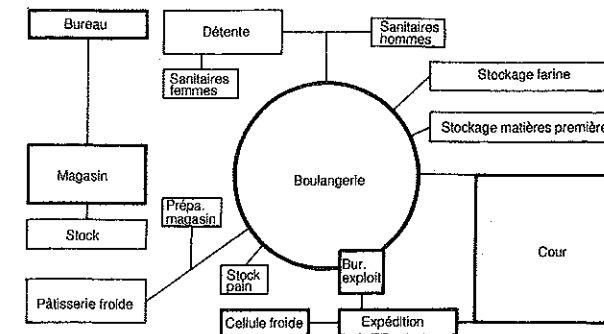 Bureau
Détente
Sanitaires
hommes
Sanitaires
femmes
Stockage farine
Stockage matières première
Magasin
Boulangerie
Prépa.
magasin
Stock
Cour
Bur.
exploit
Stock
pain
Pâtisserie froide
Cellule froide
Expédition